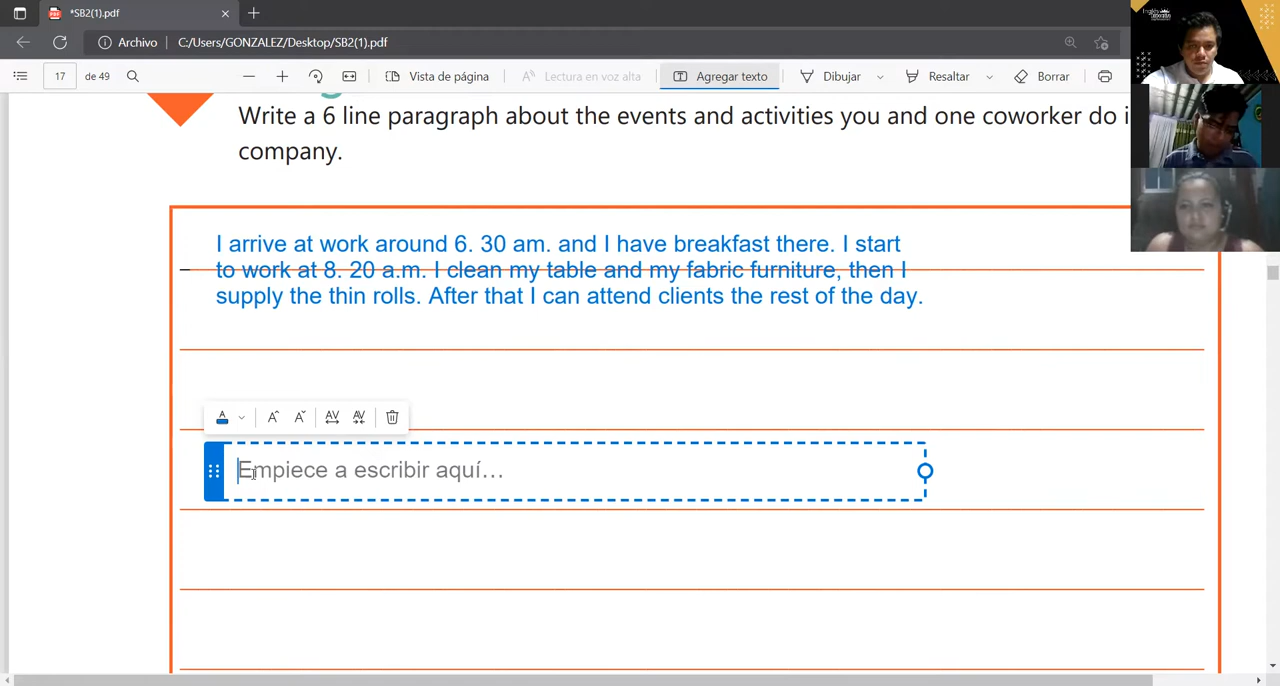 *SB2(1).pdf
Archivo C:/Users/GONZALEZ/Desktop/SB2(1).pdf
17 de 49 Vista de página Lectura en voz alta Agregar texto Dibujar Resaltar Borrar
Write a 6 line paragraph about the events and activities you and one coworker do i
company.
I arrive at work around 6. 30 am. and I have breakfast there. I start
to work at 8. 20 a.m. I clean my table and my fabric furniture, then I
supply the thin rolls. After that I can attend clients the rest of the day.
Empiece a escribir aquí...